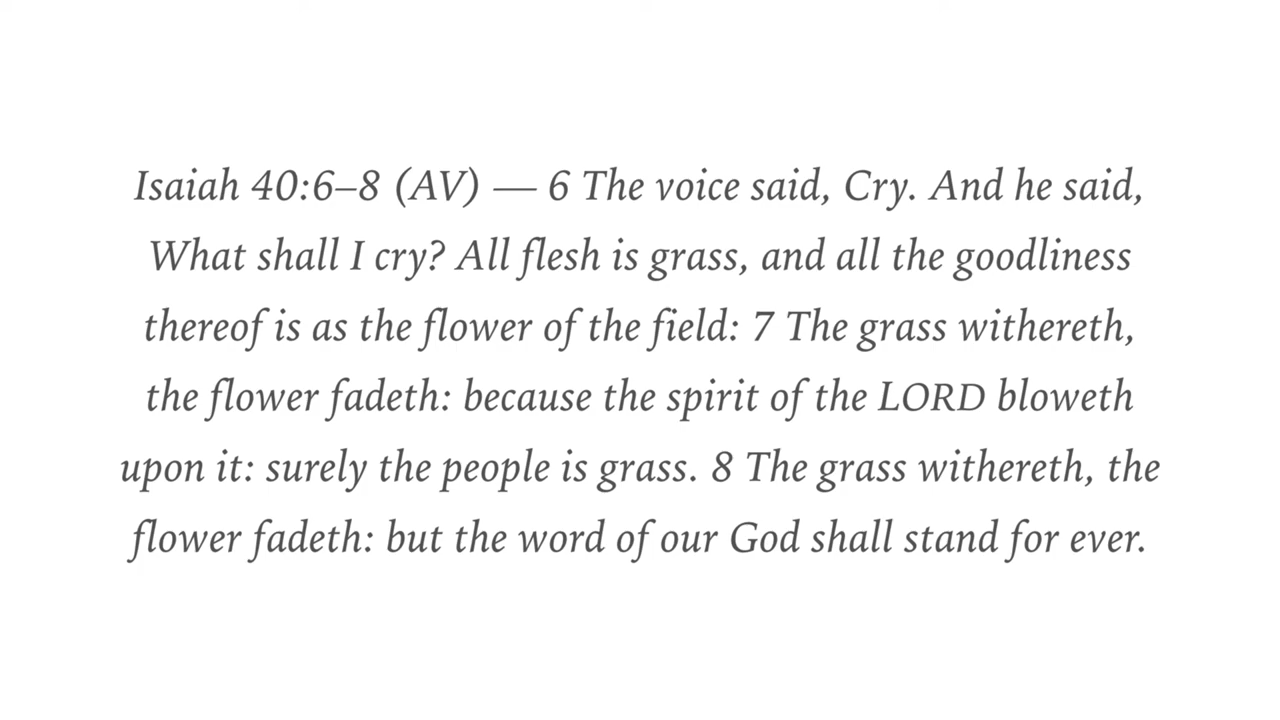 Isaiah 40:6–8 (AV) — 6 The voice said, Cry. And he said,
What shall I cry? All flesh is grass, and all the goodliness
thereof is as the flower of the field: 7 The grass withereth,
the flower fadeth: because the spirit of the LORD bloweth
upon it: surely the people is grass. 8 The grass withereth, the
flower fadeth: but the word of our God shall stand for ever.